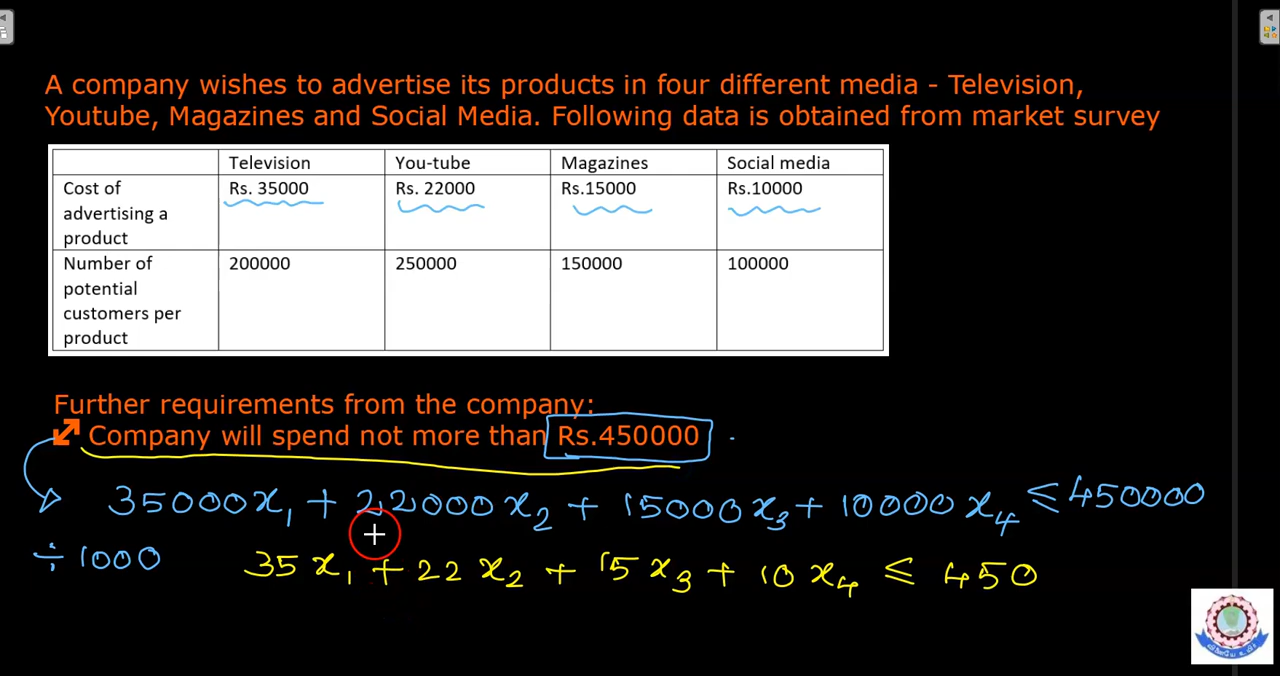 A company wishes to advertise its products in four different media - Television,
Youtube, Magazines and Social Media. Following data is obtained from market survey
Television You-tube Magazines Social media
Cost of advertising a product Rs. 35000 Rs. 22000 Rs.15000 Rs.10000
Number of potential customers per product 200000 250000 150000 100000
Further requirements from the company:
Company will spend not more than Rs.450000
35000x₁ + 22000x₂ + 15000x₃ + 10000x₄ ≤ 450000
÷ 1000 35x₁ + 22x₂ + 15x₃ + 10x₄ ≤ 450